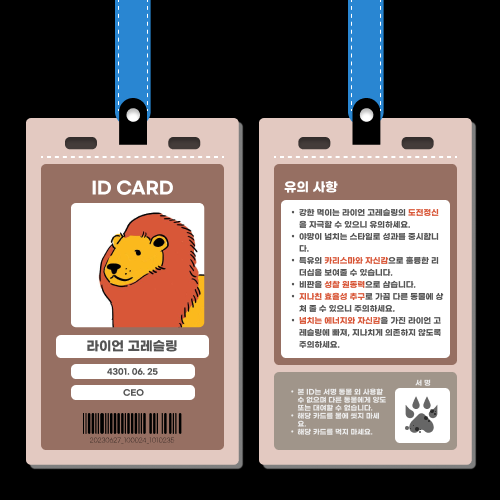 ID CARD
라이언 고레슬링
4301. 06. 25
CEO
20230627_100024_1010235
유의 사항
• 강한 먹이는 라이언 고레슬링의 도전정신
을 자극할 수 있으니 유의하세요.
• 야망이 넘치는 스타일로 성과를 중시합니
다.
• 특유의 카리스마와 자신감으로 훌륭한 리
더십을 보여줄 수 있습니다.
• 비판을 성찰 원동력으로 삼습니다.
• 지나친 효율성 추구로 가끔 다른 동물에 상
처 줄 수 있으니 주의하세요.
• 넘치는 에너지와 자신감을 가진 라이언 고
레슬링에 빠져, 지나치게 의존하지 않도록
주의하세요.
서 명
• 본 ID는 서명 동물 외 사용할
수 없으며 다른 동물에게 양도
또는 대여할 수 없습니다.
• 해당 카드를 물에 씻지 마세
요.
• 해당 카드를 먹지 마세요.